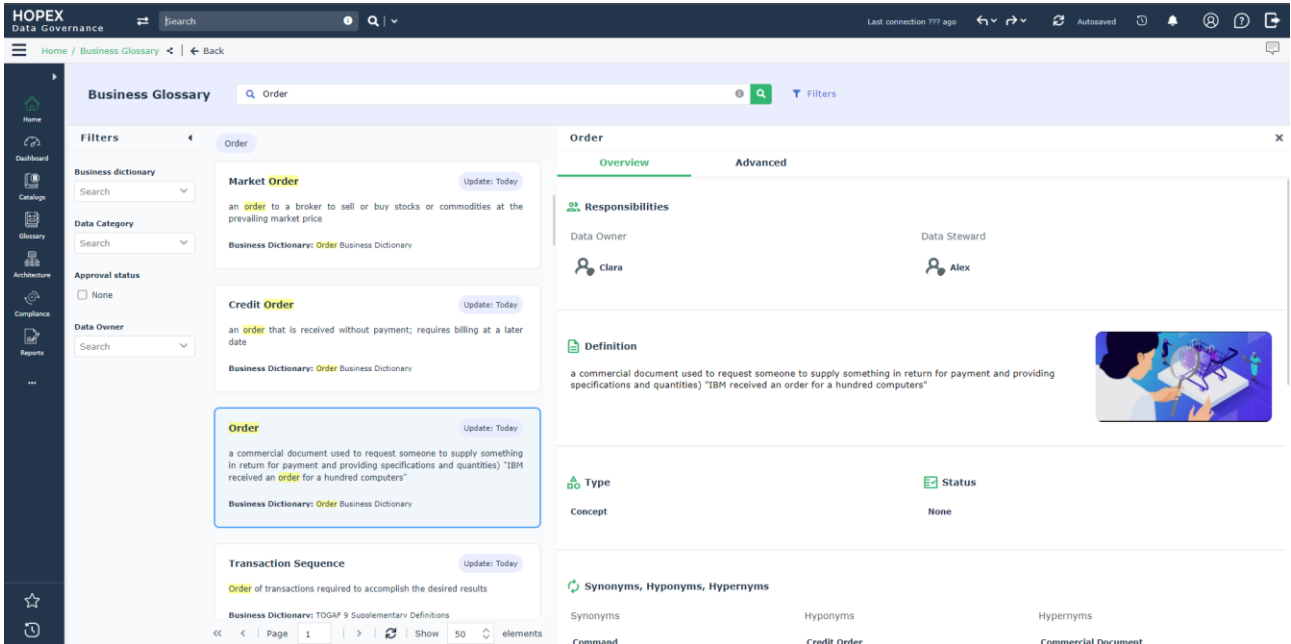 HOPEX
Data Governance
Search
Last connection ??? ago
Autosaved
Home / Business Glossary
Back
Home
Dashboard
Catalogs
Glossary
Architecture
Compliance
Reports
Business Glossary
Order
Filters
Filters
Business dictionary
Search
Data Category
Search
Approval status
None
Data Owner
Search
Order
Market Order
Update: Today
an order to a broker to sell or buy stocks or commodities at the
prevailing market price
Business Dictionary: Order Business Dictionary
Credit Order
Update: Today
an order that is received without payment; requires billing at a later
date
Business Dictionary: Order Business Dictionary
Order
Update: Today
a commercial document used to request someone to supply something
in return for payment and providing specifications and quantities) "IBM
received an order for a hundred computers"
Business Dictionary: Order Business Dictionary
Transaction Sequence
Update: Today
Order of transactions required to accomplish the desired results
Business Dictionary: TOGAF 9 Supplementary Definitions
Page 1
Show 50 elements
Order
Overview
Advanced
Responsibilities
Data Owner
Data Steward
Clara
Alex
Definition
a commercial document used to request someone to supply something in return for payment and providing
specifications and quantities) "IBM received an order for a hundred computers"
Type
Status
Concept
None
Synonyms, Hyponyms, Hypernyms
Synonyms
Hyponyms
Hypernyms
Command
Credit Order
Commercial Document